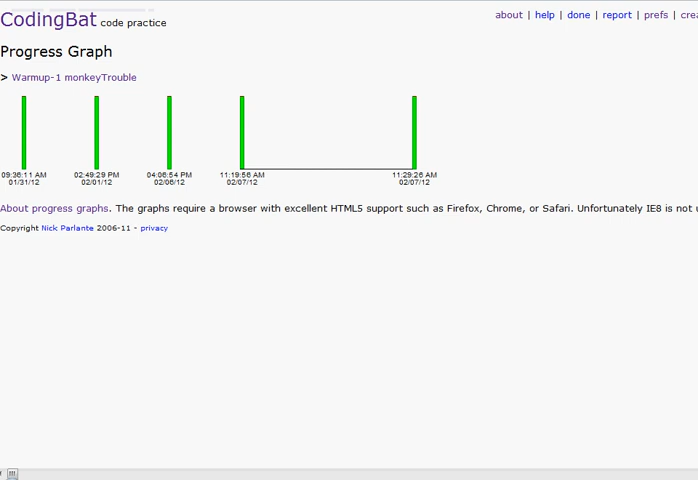 CodingBat code practice
about | help | done | report | prefs | crea
Progress Graph
> Warmup-1 monkeyTrouble
09:36:11 AM 02:49:29 PM 04:06:54 PM 11:19:56 AM 11:29:26 AM
01/31/12 02/01/12 02/06/12 02/07/12 02/07/12
About progress graphs. The graphs require a browser with excellent HTML5 support such as Firefox, Chrome, or Safari. Unfortunately IE8 is not
Copyright Nick Parlante 2006-11 - privacy